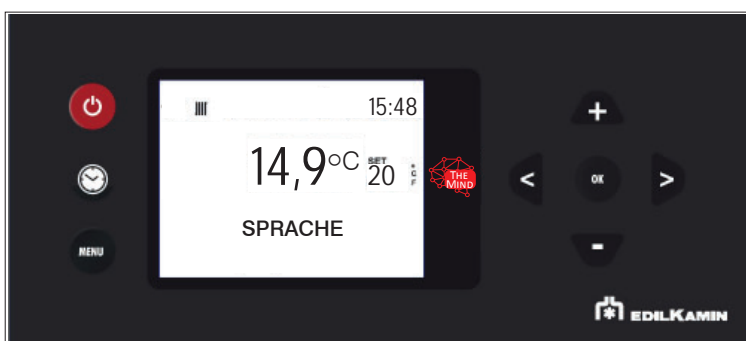 15:48
14,9°C SET 20 °C F
THE MIND
SPRACHE
MENU
+
< OK >
-
EDILKAMIN